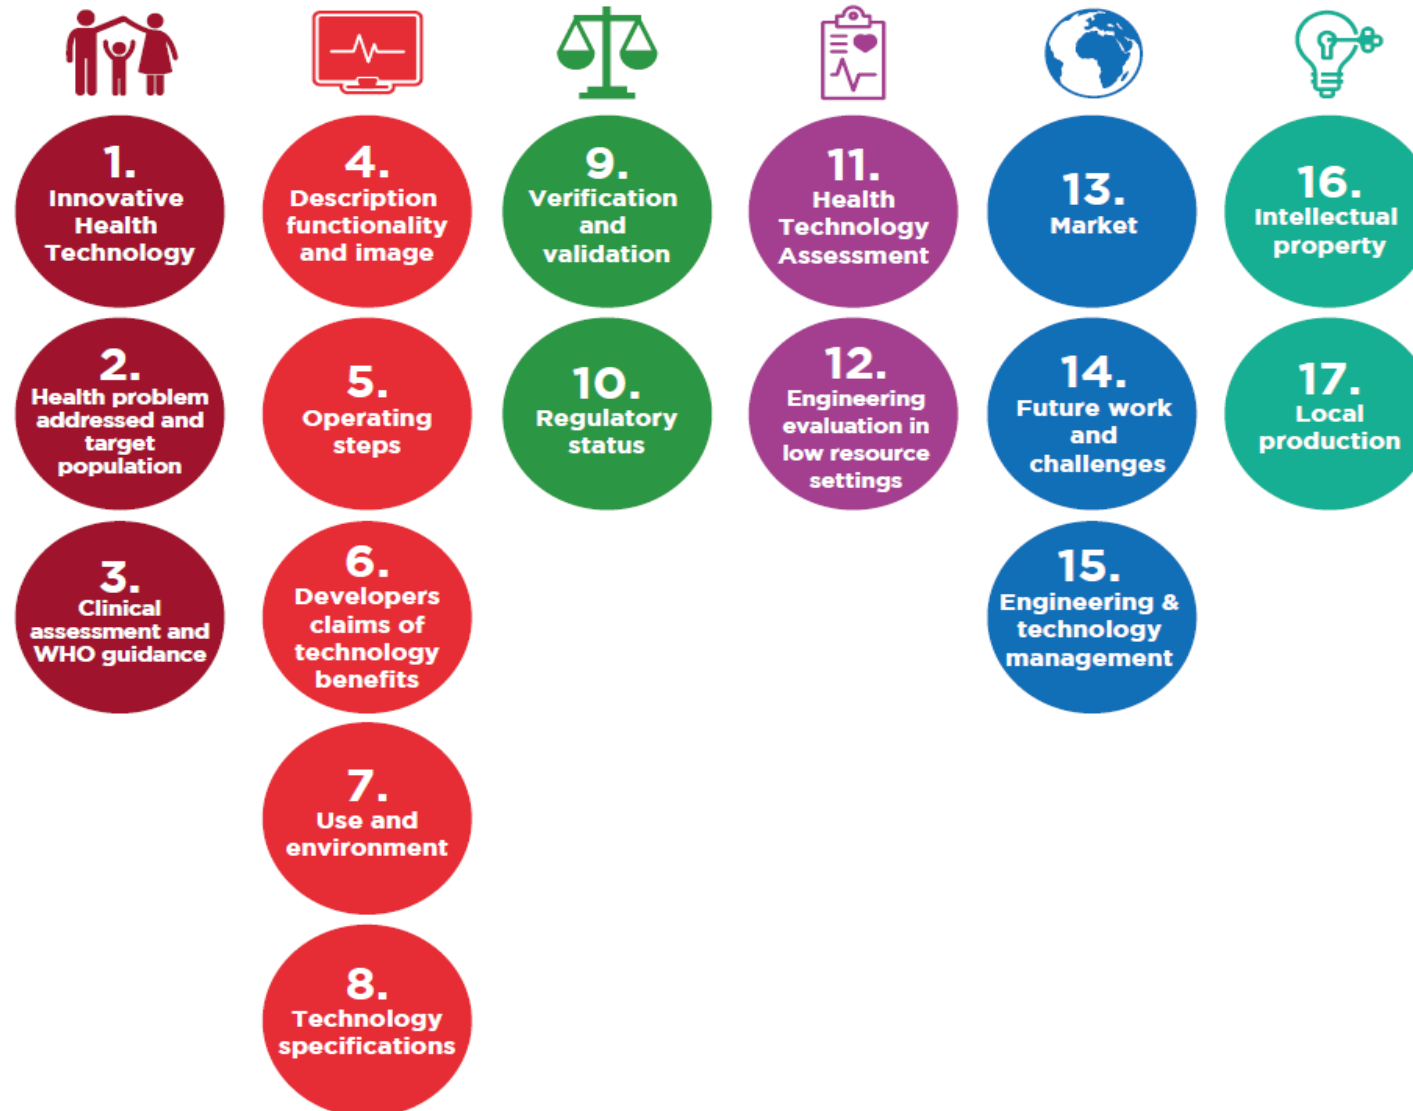 1.
Innovative
Health
Technology
2.
Health problem
addressed and
target
population
3.
Clinical
assessment and
WHO guidance
4.
Description
functionality
and image
5.
Operating
steps
6.
Developers
claims of
technology
benefits
7.
Use and
environment
8.
Technology
specifications
9.
Verification
and
validation
10.
Regulatory
status
11.
Health
Technology
Assessment
12.
Engineering
evaluation in
low resource
settings
13.
Market
14.
Future work
and
challenges
15.
Engineering &
technology
management
16.
Intellectual
property
17.
Local
production